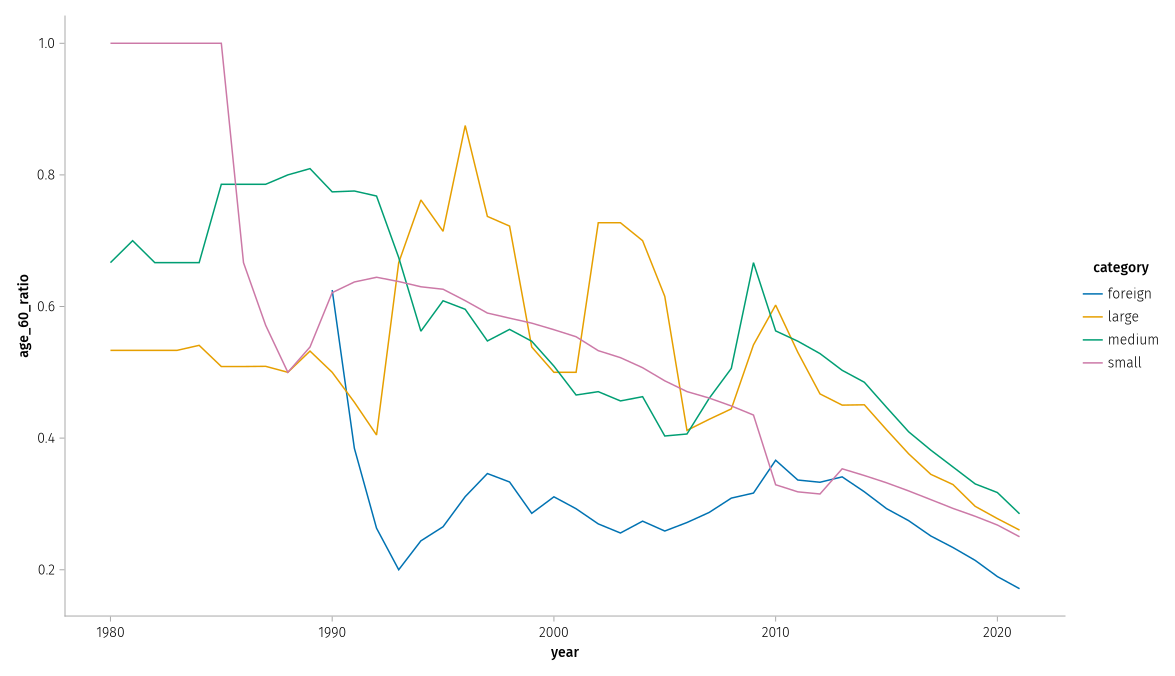 1.0
0.8
0.6
0.4
0.2
age_60_ratio
1980
1990
2000
2010
2020
year
category
foreign
large
medium
small